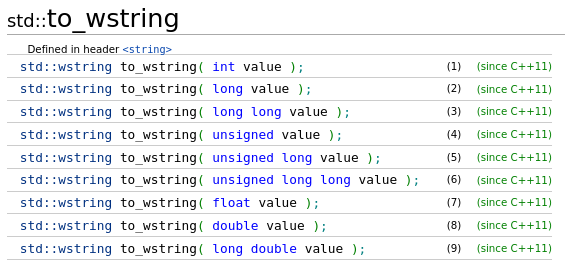 std::to_wstring
Defined in header <string>
std::wstring to_wstring( int value ); (1) (since C++11)
std::wstring to_wstring( long value ); (2) (since C++11)
std::wstring to_wstring( long long value ); (3) (since C++11)
std::wstring to_wstring( unsigned value ); (4) (since C++11)
std::wstring to_wstring( unsigned long value ); (5) (since C++11)
std::wstring to_wstring( unsigned long long value ); (6) (since C++11)
std::wstring to_wstring( float value ); (7) (since C++11)
std::wstring to_wstring( double value ); (8) (since C++11)
std::wstring to_wstring( long double value ); (9) (since C++11)